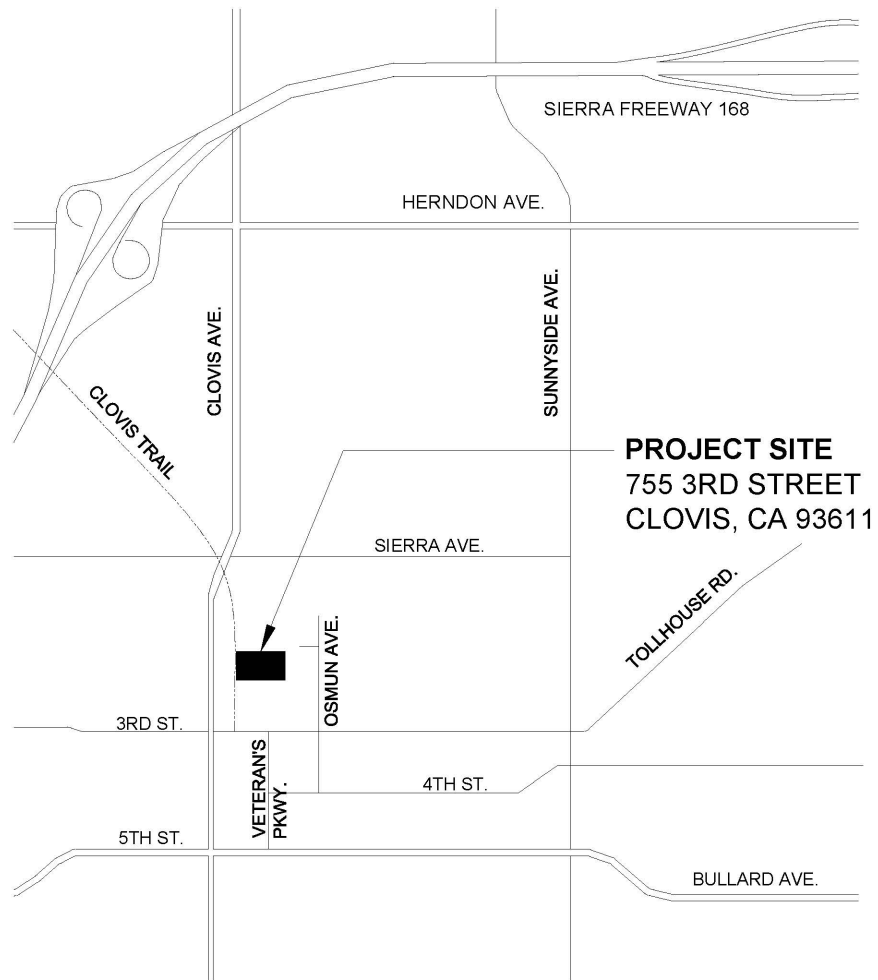 SIERRA FREEWAY 168
HERNDON AVE.
CLOVIS AVE.
SUNNYSIDE AVE.
CLOVIS TRAIL
PROJECT SITE
755 3RD STREET
CLOVIS, CA 93611
SIERRA AVE.
TOLLHOUSE RD.
OSMUN AVE.
3RD ST.
VETERAN'S
PKWY.
4TH ST.
5TH ST.
BULLARD AVE.